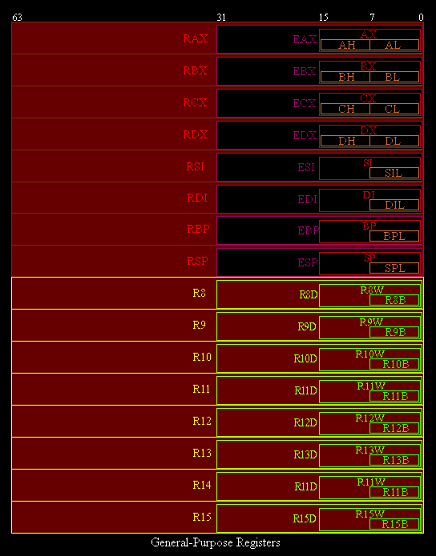 63 31 15 7 0
RAX EAX AX
AH AL
RBX EBX BX
BH BL
RCX ECX CX
CH CL
RDX EDX DX
DH DL
RSI ESI SI
SIL
RDI EDI DI
DIL
RBP EBP BP
BPL
RSP ESP SP
SPL
R8 R8D R8W
R8B
R9 R9D R9W
R9B
R10 R10D R10W
R10B
R11 R11D R11W
R11B
R12 R12D R12W
R12B
R13 R13D R13W
R13B
R14 R11D R11W
R11B
R15 R15D R15W
R15B
General-Purpose Registers